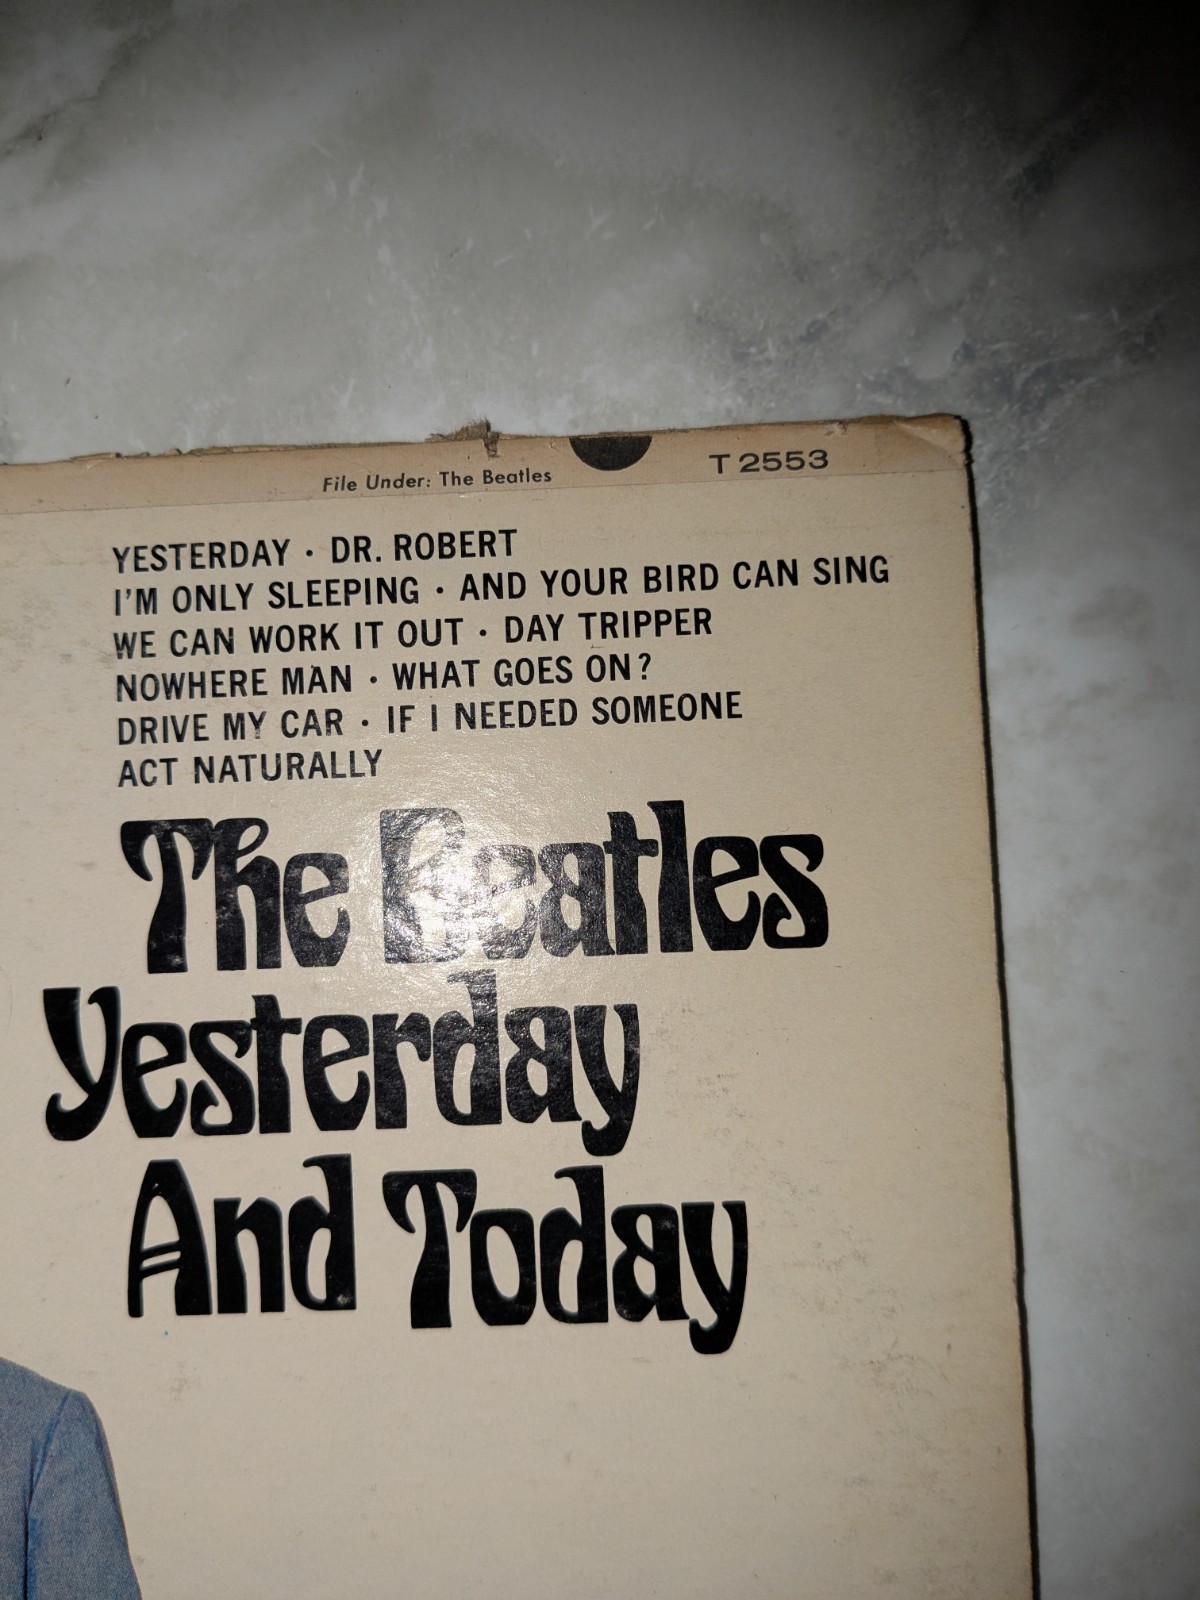 File Under: The Beatles T 2553
YESTERDAY · DR. ROBERT
I'M ONLY SLEEPING · AND YOUR BIRD CAN SING
WE CAN WORK IT OUT · DAY TRIPPER
NOWHERE MAN · WHAT GOES ON?
DRIVE MY CAR · IF I NEEDED SOMEONE
ACT NATURALLY
The Beatles
Yesterday
And Today